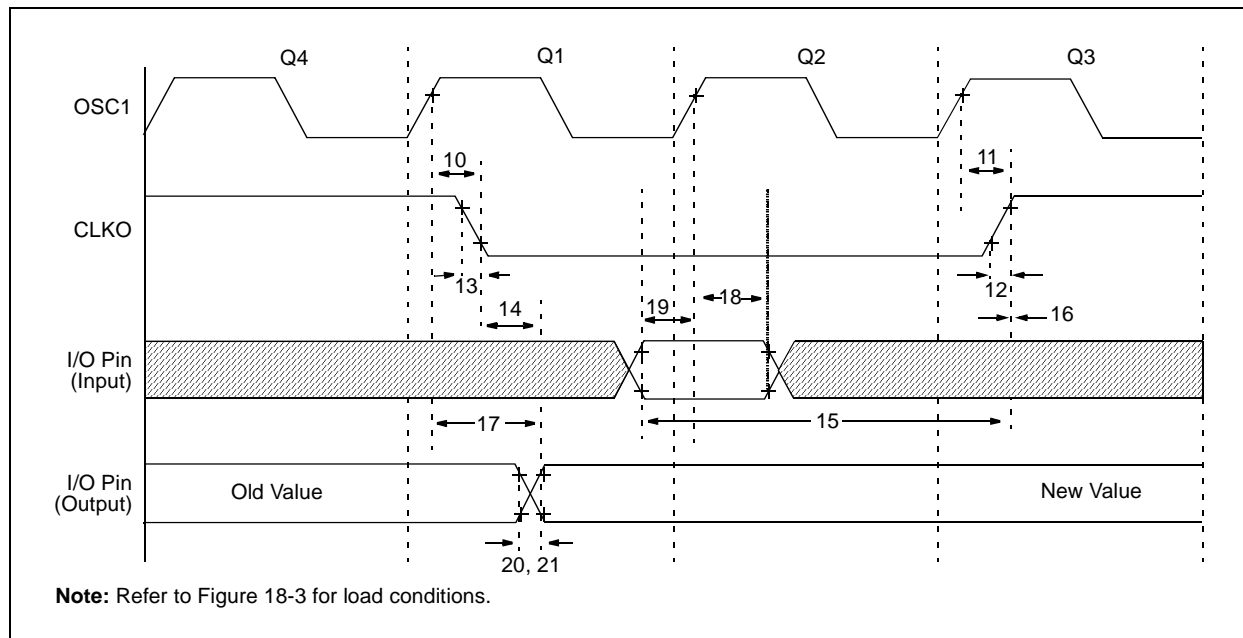 Q4 Q1 Q2 Q3
OSC1
10 11
CLKO
13 12
14 19 18 16
I/O Pin
(Input)
17 15
I/O Pin
(Output)
Old Value New Value
20, 21
Note: Refer to Figure 18-3 for load conditions.